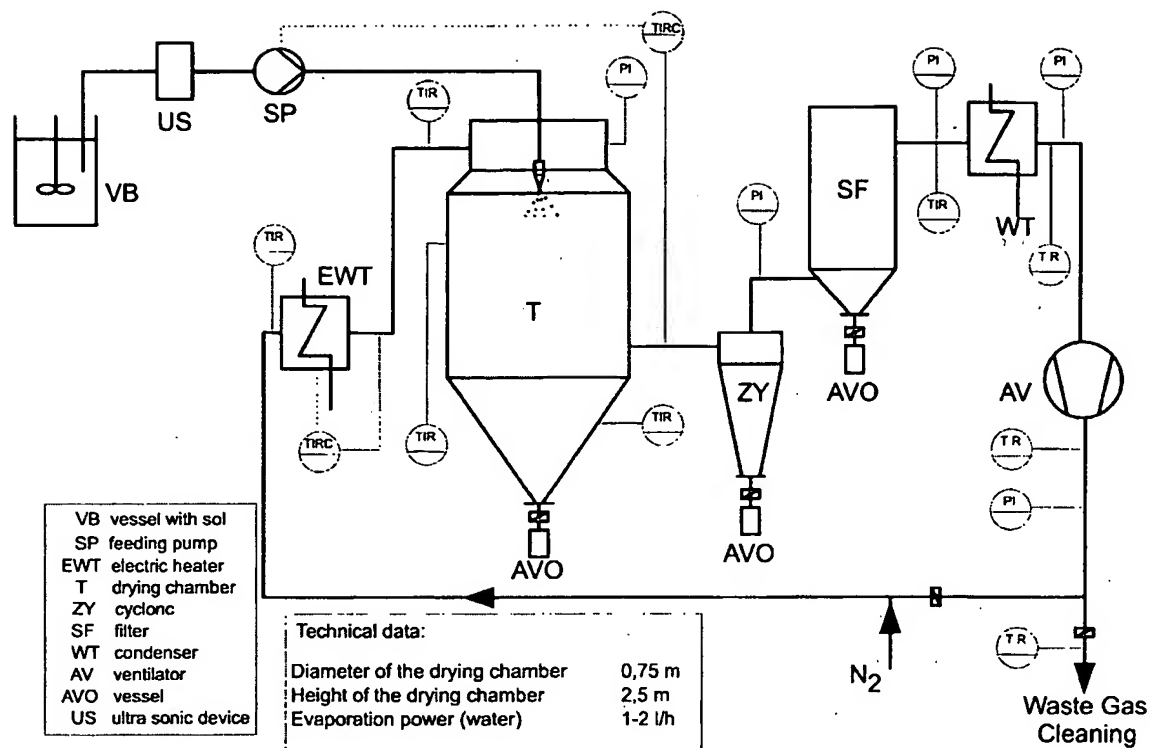 TIRC
PI
PI
PI
TIR
US
SP
VB
SF
PI
TIR
WT
T R
TIR
EWT
T
ZY
AVO
AV
TIRC
TIR
TIR
T R
PI
AVO
AVO
VB vessel with sol
SP feeding pump
EWT electric heater
T drying chamber
ZY cyclonc
SF filter
WT condenser
AV ventilator
AVO vessel
US ultra sonic device
Technical data:
Diameter of the drying chamber 0,75 m
Height of the drying chamber 2,5 m
Evaporation power (water) 1-2 l/h
N2
T R
Waste Gas
Cleaning